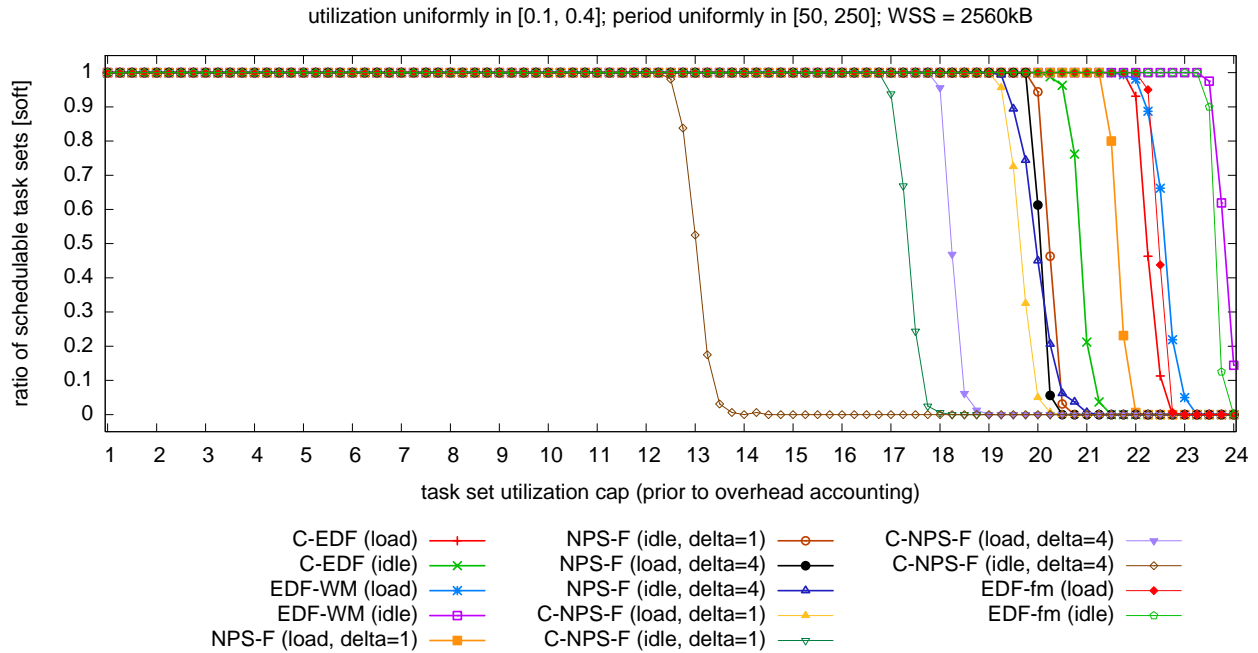 utilization uniformly in [0.1, 0.4]; period uniformly in [50, 250]; WSS = 2560kB
ratio of schedulable task sets [soft]
1
0.9
0.8
0.7
0.6
0.5
0.4
0.3
0.2
0.1
0
1 2 3 4 5 6 7 8 9 10 11 12 13 14 15 16 17 18 19 20 21 22 23 24
task set utilization cap (prior to overhead accounting)
C-EDF (load)
C-EDF (idle)
EDF-WM (load)
EDF-WM (idle)
NPS-F (load, delta=1)
NPS-F (idle, delta=1)
NPS-F (load, delta=4)
NPS-F (idle, delta=4)
C-NPS-F (load, delta=1)
C-NPS-F (idle, delta=1)
C-NPS-F (load, delta=4)
C-NPS-F (idle, delta=4)
EDF-fm (load)
EDF-fm (idle)